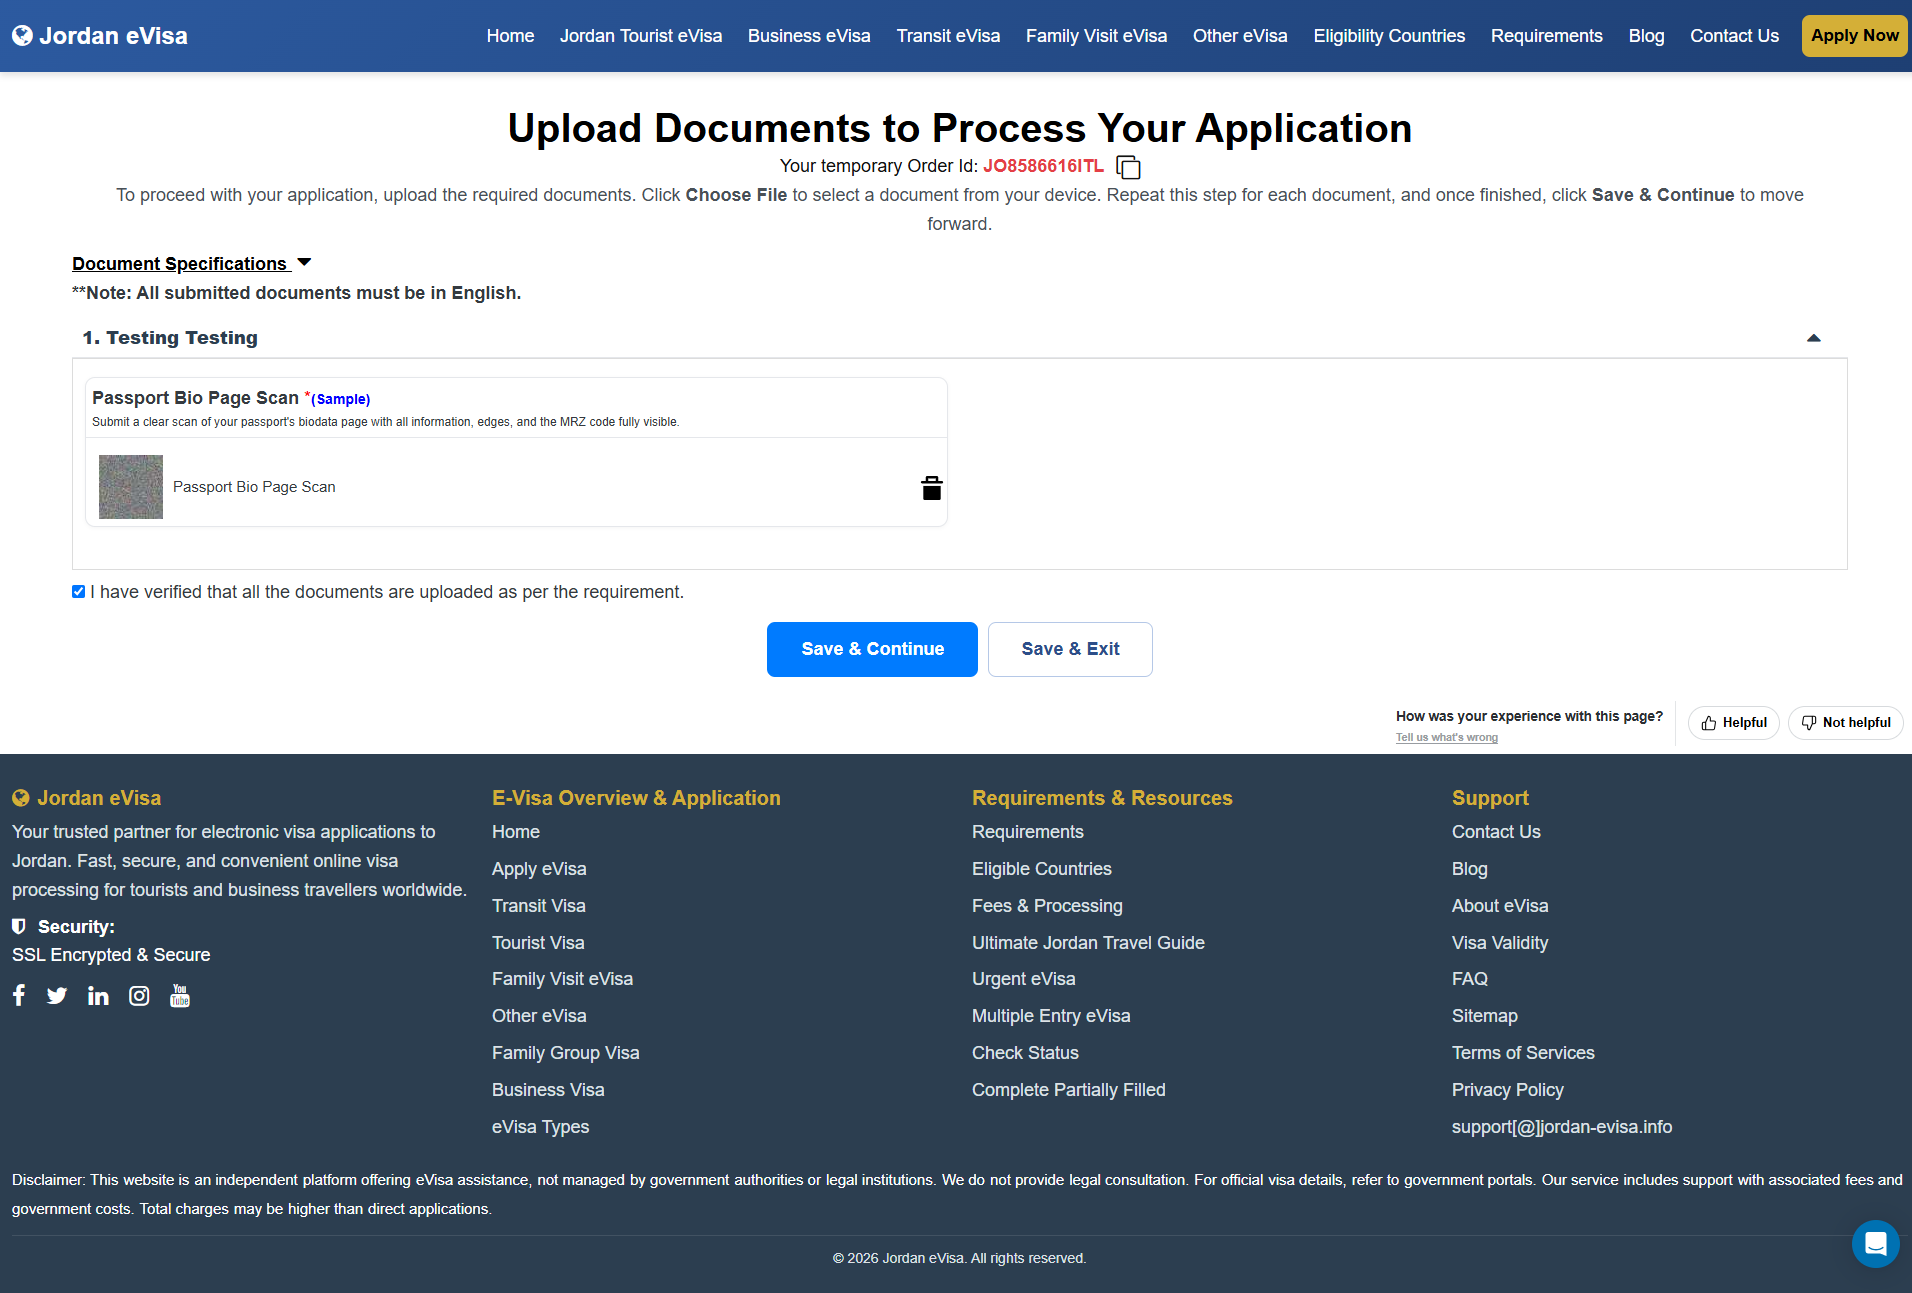 Jordan eVisa
Home Jordan Tourist eVisa Business eVisa Transit eVisa Family Visit eVisa Other eVisa Eligibility Countries Requirements Blog Contact Us Apply Now
Upload Documents to Process Your Application
Your temporary Order Id: JO8586616ITL
To proceed with your application, upload the required documents. Click Choose File to select a document from your device. Repeat this step for each document, and once finished, click Save & Continue to move
forward.
Document Specifications
**Note: All submitted documents must be in English.
1. Testing Testing
Passport Bio Page Scan *(Sample)
Submit a clear scan of your passport's biodata page with all information, edges, and the MRZ code fully visible.
Passport Bio Page Scan
I have verified that all the documents are uploaded as per the requirement.
Save & Continue Save & Exit
How was your experience with this page?
Tell us what's wrong
Helpful Not helpful
Jordan eVisa
Your trusted partner for electronic visa applications to
Jordan. Fast, secure, and convenient online visa
processing for tourists and business travellers worldwide.
Security:
SSL Encrypted & Secure
You
Tube
E-Visa Overview & Application
Home
Apply eVisa
Transit Visa
Tourist Visa
Family Visit eVisa
Other eVisa
Family Group Visa
Business Visa
eVisa Types
Requirements & Resources
Requirements
Eligible Countries
Fees & Processing
Ultimate Jordan Travel Guide
Urgent eVisa
Multiple Entry eVisa
Check Status
Complete Partially Filled
Support
Contact Us
Blog
About eVisa
Visa Validity
FAQ
Sitemap
Terms of Services
Privacy Policy
support[@]jordan-evisa.info
Disclaimer: This website is an independent platform offering eVisa assistance, not managed by government authorities or legal institutions. We do not provide legal consultation. For official visa details, refer to government portals. Our service includes support with associated fees and
government costs. Total charges may be higher than direct applications.
© 2026 Jordan eVisa. All rights reserved.